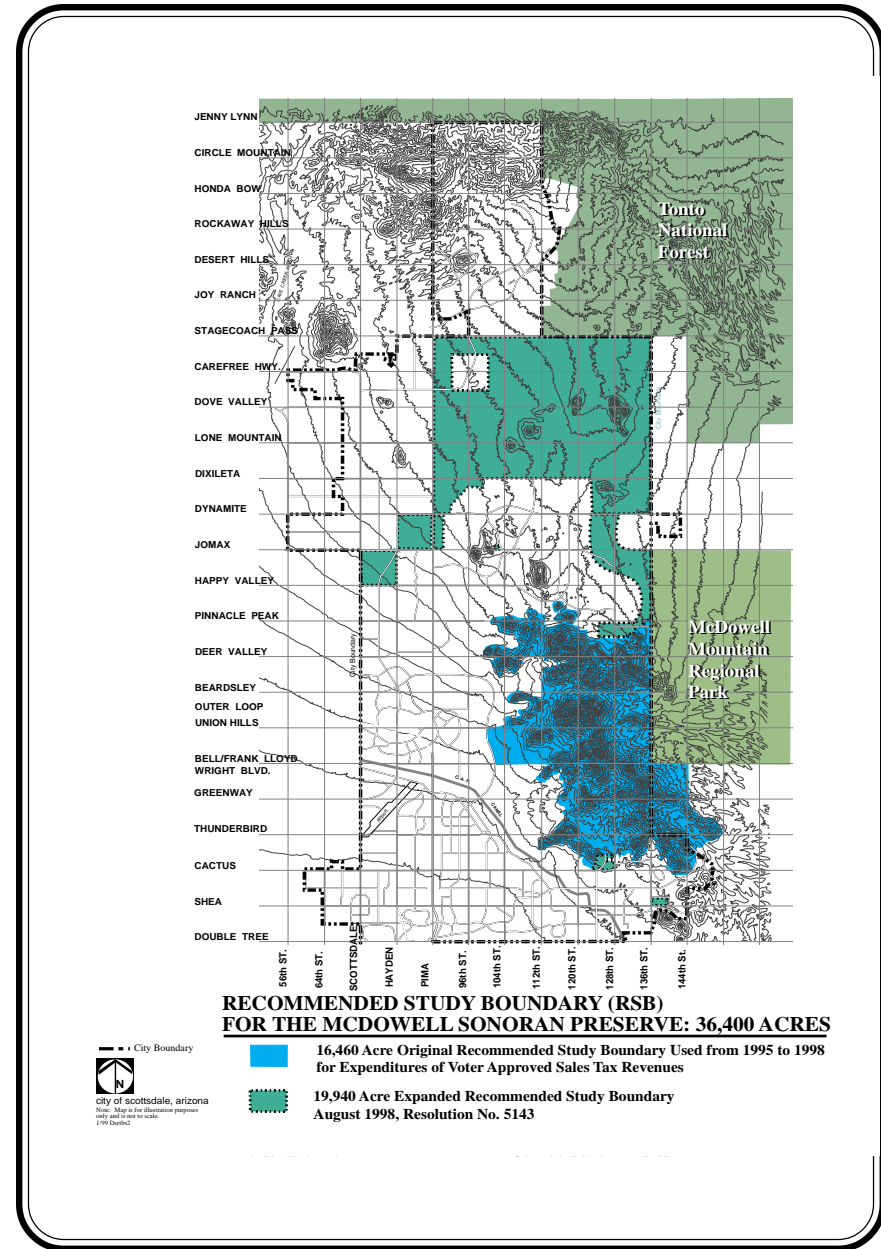 JENNY LYNN
CIRCLE MOUNTAIN
HONDA BOW
ROCKAWAY HILLS
DESERT HILLS
JOY RANCH
STAGECOACH PASS
CAREFREE HWY.
DOVE VALLEY
LONE MOUNTAIN
DIXILETA
DYNAMITE
JOMAX
HAPPY VALLEY
PINNACLE PEAK
DEER VALLEY
BEARDSLEY
OUTER LOOP
UNION HILLS
BELL/FRANK LLOYD
WRIGHT BLVD.
GREENWAY
THUNDERBIRD
CACTUS
SHEA
DOUBLE TREE
Tonto
National
Forest
City Boundary
McDowell
Mountain
Regional
Park
City Boundary
C.A.P.
CANAL
56th ST.
64th ST.
SCOTTSDALE
HAYDEN
PIMA
96th ST.
104th ST.
112th ST.
120th ST.
128th ST.
136th ST.
144th St.
RECOMMENDED STUDY BOUNDARY (RSB)
FOR THE MCDOWELL SONORAN PRESERVE: 36,400 ACRES
City Boundary
N
city of scottsdale, arizona
Note: Map is for illustration purposes
only and is not to scale.
16,460 Acre Original Recommended Study Boundary Used from 1995 to 1998
for Expenditures of Voter Approved Sales Tax Revenues
19,940 Acre Expanded Recommended Study Boundary
August 1998, Resolution No. 5143